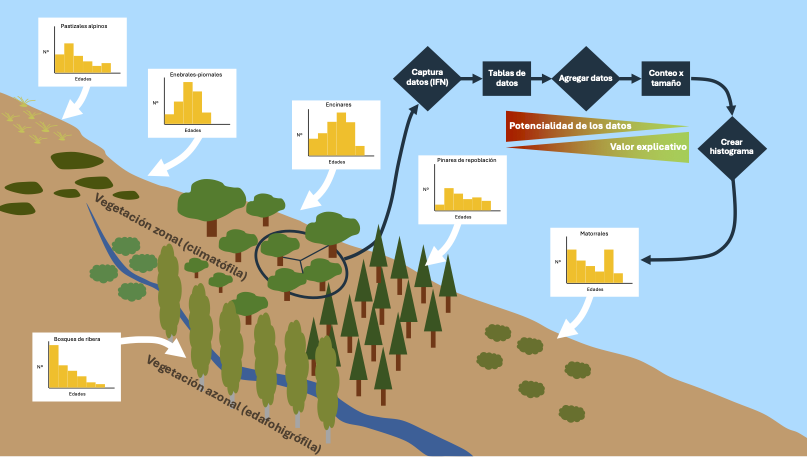 Pastizales alpinos
Nº
Edades
Enebrales-piornales
Nº
Edades
Encinares
Nº
Edades
Pinares de repoblación
Nº
Edades
Matorrales
Nº
Edades
Bosques de ribera
Nº
Edades
Captura
datos (IFN)
Tablas de
datos
Agregar datos
Conteo x
tamaño
Crear
histograma
Potencialidad de los datos
Valor explicativo
Vegetación zonal (climatófila)
Vegetación azonal (edafohigrófila)